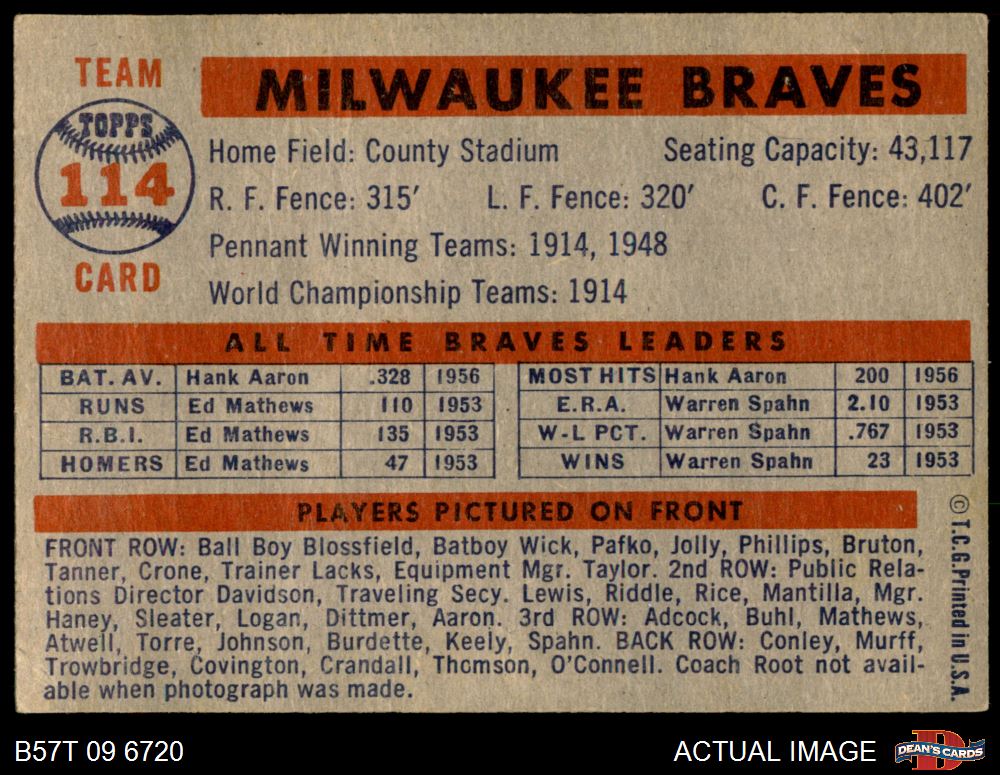 TEAM
MILWAUKEE BRAVES
TOPPS
114
CARD
Home Field: County Stadium Seating Capacity: 43,117
R. F. Fence: 315′ L. F. Fence: 320′ C. F. Fence: 402′
Pennant Winning Teams: 1914, 1948
World Championship Teams: 1914
ALL TIME BRAVES LEADERS
BAT. AV. Hank Aaron .328 1956 MOST HITS Hank Aaron 200 1956
RUNS Ed Mathews 110 1953 E.R.A. Warren Spahn 2.10 1953
R.B.I. Ed Mathews 135 1953 W-L PCT. Warren Spahn .767 1953
HOMERS Ed Mathews 47 1953 WINS Warren Spahn 23 1953
PLAYERS PICTURED ON FRONT
FRONT ROW: Ball Boy Blossfield, Batboy Wick, Pafko, Jolly, Phillips, Bruton,
Tanner, Crone, Trainer Lacks, Equipment Mgr. Taylor. 2nd ROW: Public Rela-
tions Director Davidson, Traveling Secy. Lewis, Riddle, Rice, Mantilla, Mgr.
Haney, Sleater, Logan, Dittmer, Aaron. 3rd ROW: Adcock, Buhl, Mathews,
Atwell, Torre, Johnson, Burdette, Keely, Spahn. BACK ROW: Conley, Murff,
Trowbridge, Covington, Crandall, Thomson, O'Connell. Coach Root not avail-
able when photograph was made.
© T.C.G. Printed in U.S.A.
B57T 09 6720 ACTUAL IMAGE DEAN'S CARDS